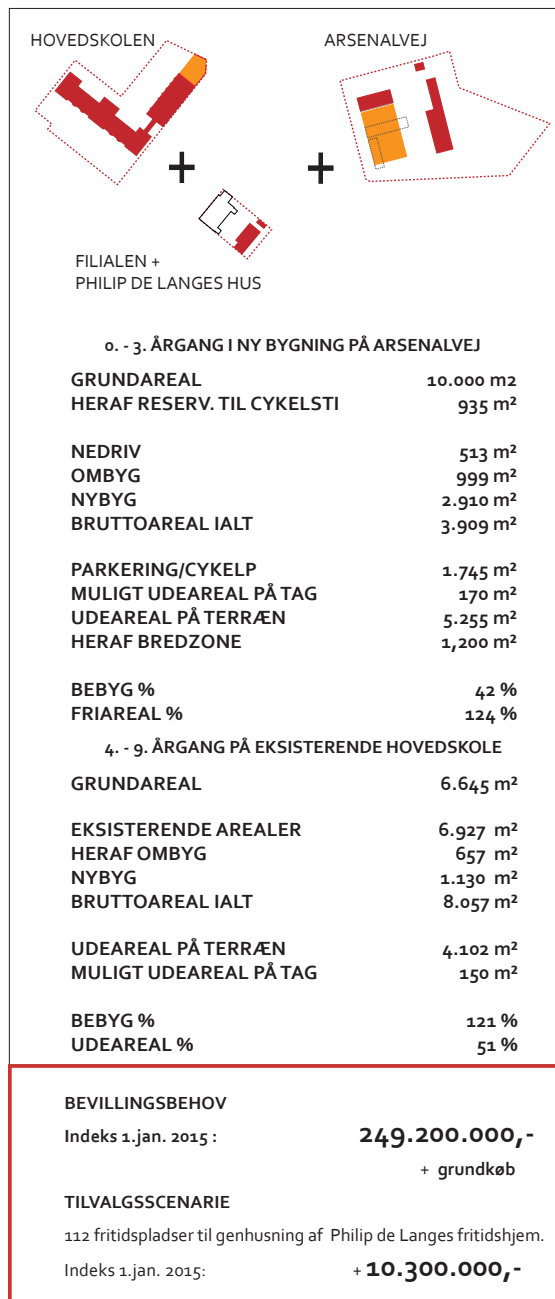 HOVEDSKOLEN
ARSENALVEJ
+
+
FILIALEN +
PHILIP DE LANGES HUS
0. - 3. ÅRGANG I NY BYGNING PÅ ARSENALVEJ
GRUNDAREAL 10.000 m2
HERAF RESERV. TIL CYKELSTI 935 m²
NEDRIV 513 m²
OMBYG 999 m²
NYBYG 2.910 m²
BRUTTOAREAL IALT 3.909 m²
PARKERING/CYKELP 1.745 m²
MULIGT UDEAREAL PÅ TAG 170 m²
UDEAREAL PÅ TERRÆN 5.255 m²
HERAF BREDZONE 1,200 m²
BEBYG % 42 %
FRIAREAL % 124 %
4. - 9. ÅRGANG PÅ EKSISTERENDE HOVEDSKOLE
GRUNDAREAL 6.645 m²
EKSISTERENDE AREALER 6.927 m²
HERAF OMBYG 657 m²
NYBYG 1.130 m²
BRUTTOAREAL IALT 8.057 m²
UDEAREAL PÅ TERRÆN 4.102 m²
MULIGT UDEAREAL PÅ TAG 150 m²
BEBYG % 121 %
UDEAREAL % 51 %
BEVILLINGSBEHOV
Indeks 1.jan. 2015 : 249.200.000,-
+ grundkøb
TILVALGSSCENARIE
112 fritidspladser til genhusning af Philip de Langes fritidshjem.
Indeks 1.jan. 2015: + 10.300.000,-